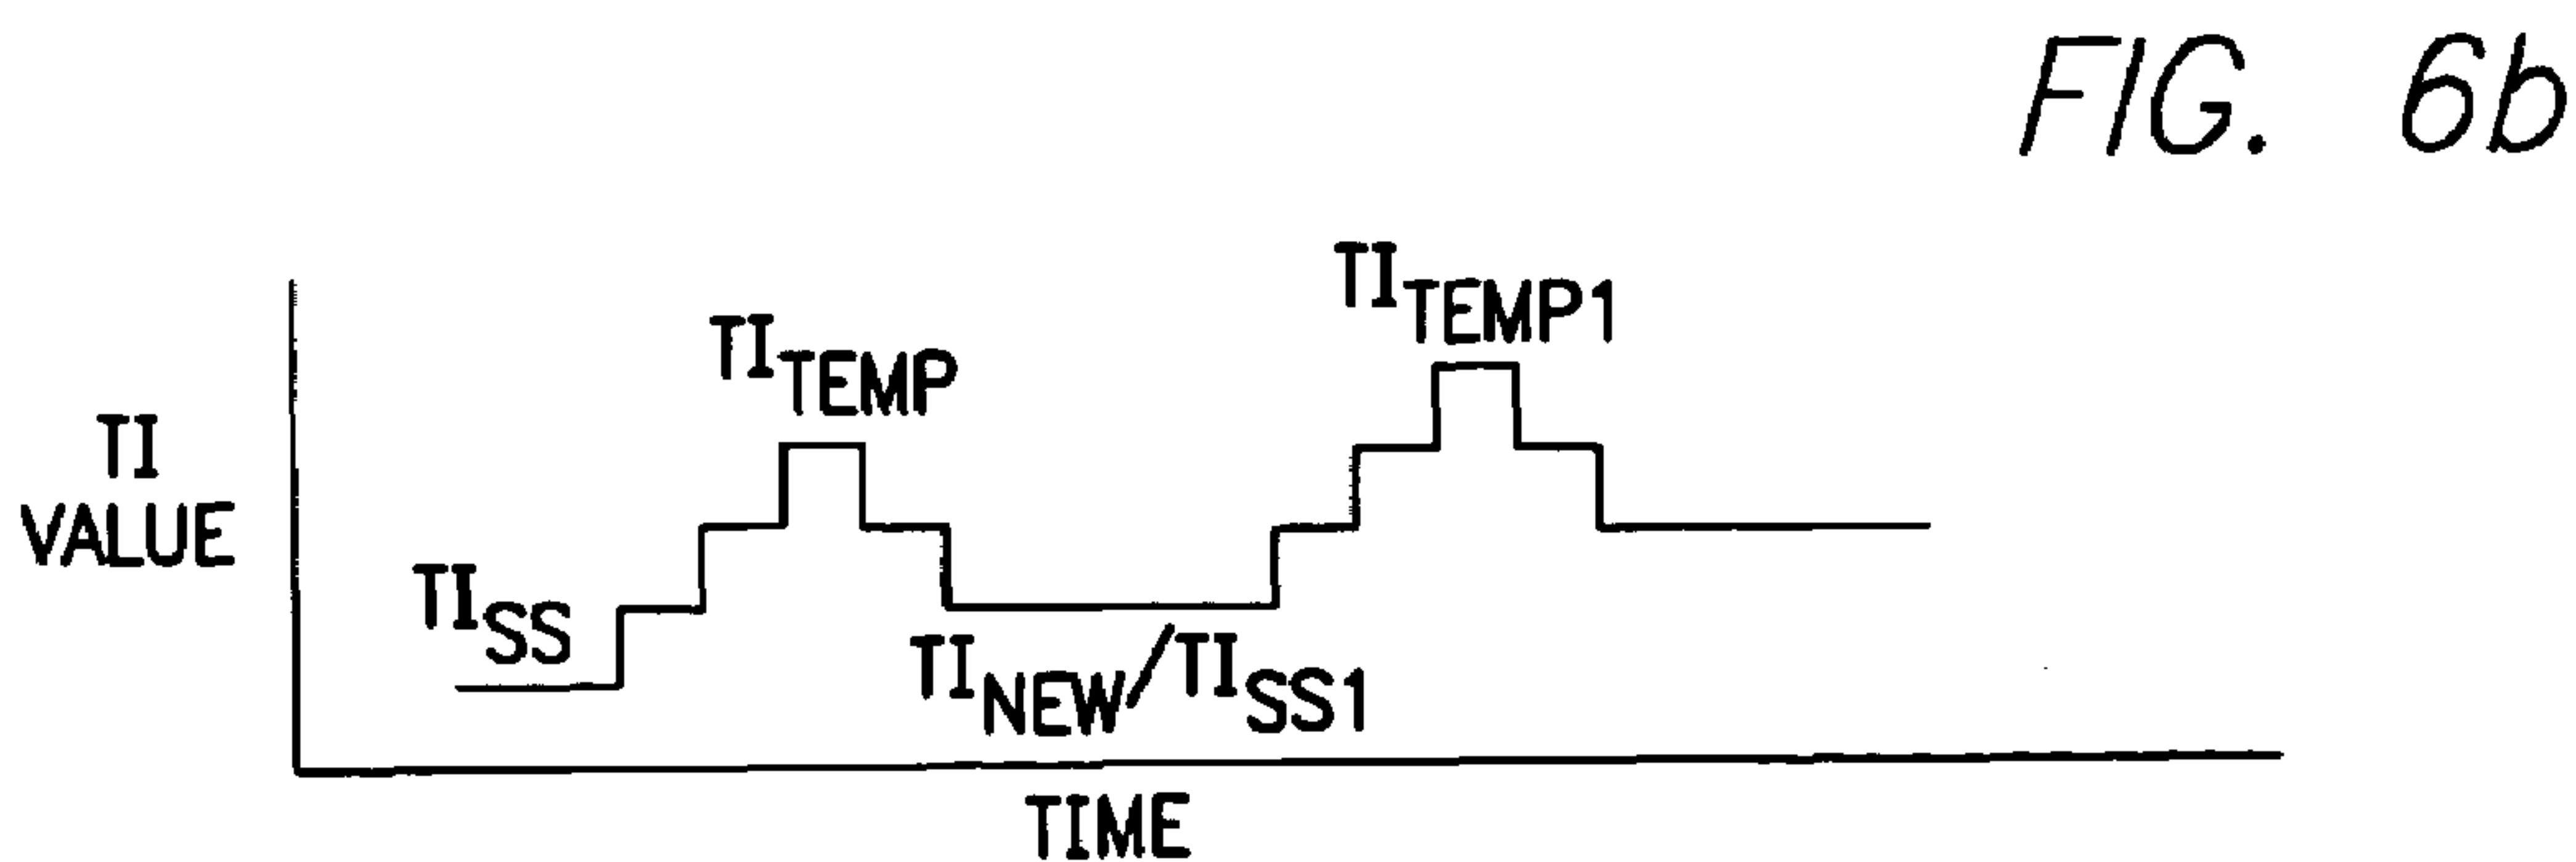 FIG. 6b
TI_TEMP1
TI_TEMP
TI
VALUE
TI_SS
TI_NEW/TI_SS1
TIME